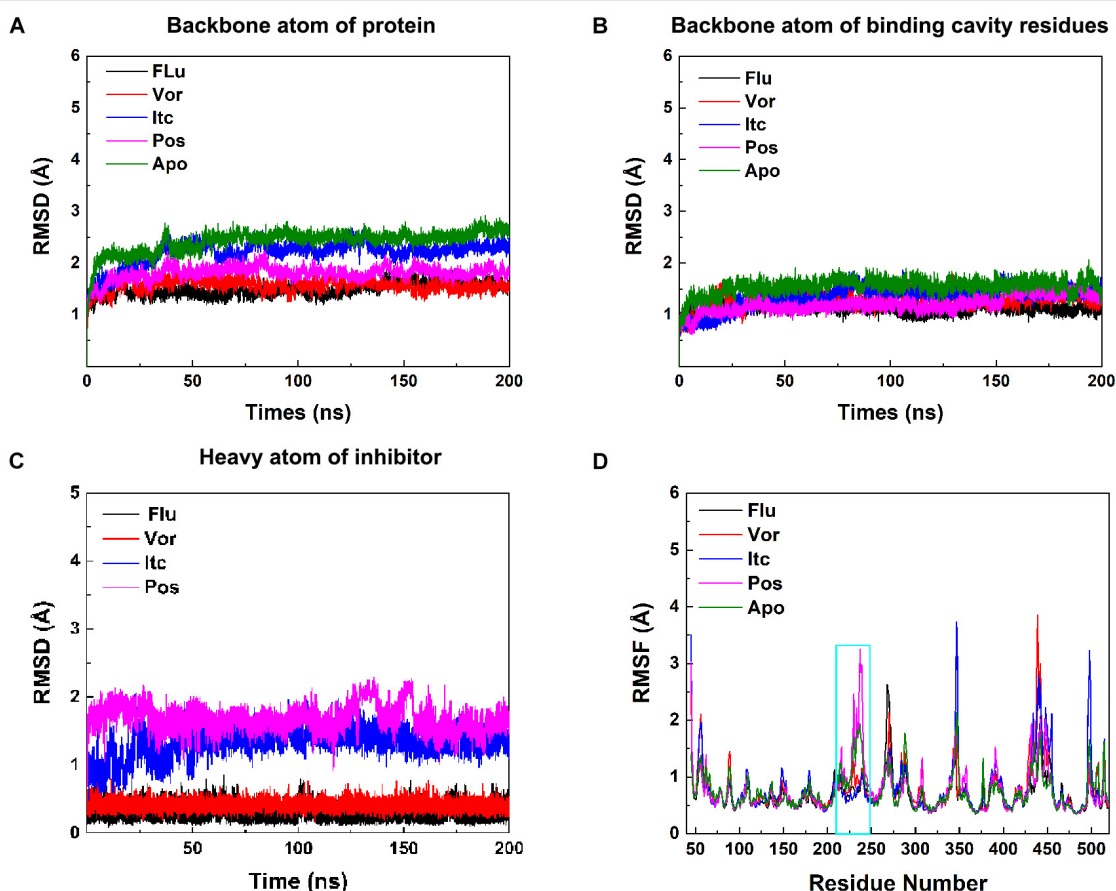 A
Backbone atom of protein
6
5
4
3
2
1
RMSD (Å)
FLu
Vor
Itc
Pos
Apo
0 50 100 150 200
Times (ns)
B
Backbone atom of binding cavity residues
6
5
4
3
2
1
RMSD (Å)
Flu
Vor
Itc
Pos
Apo
0 50 100 150 200
Times (ns)
C
Heavy atom of inhibitor
5
4
3
2
1
0
RMSD (Å)
Flu
Vor
Itc
Pos
0 50 100 150 200
Time (ns)
D
6
5
4
3
2
1
0
RMSF (Å)
Flu
Vor
Itc
Pos
Apo
50 100 150 200 250 300 350 400 450 500
Residue Number